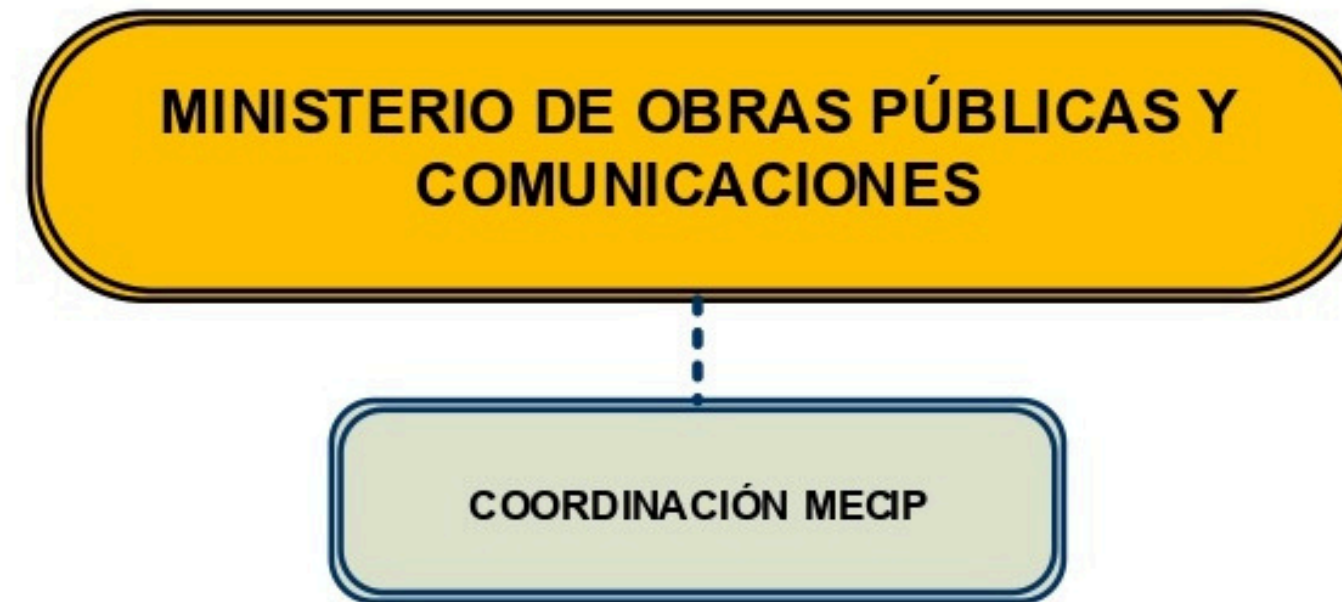 MINISTERIO DE OBRAS PÚBLICAS Y
COMUNICACIONES
COORDINACIÓN MECIP